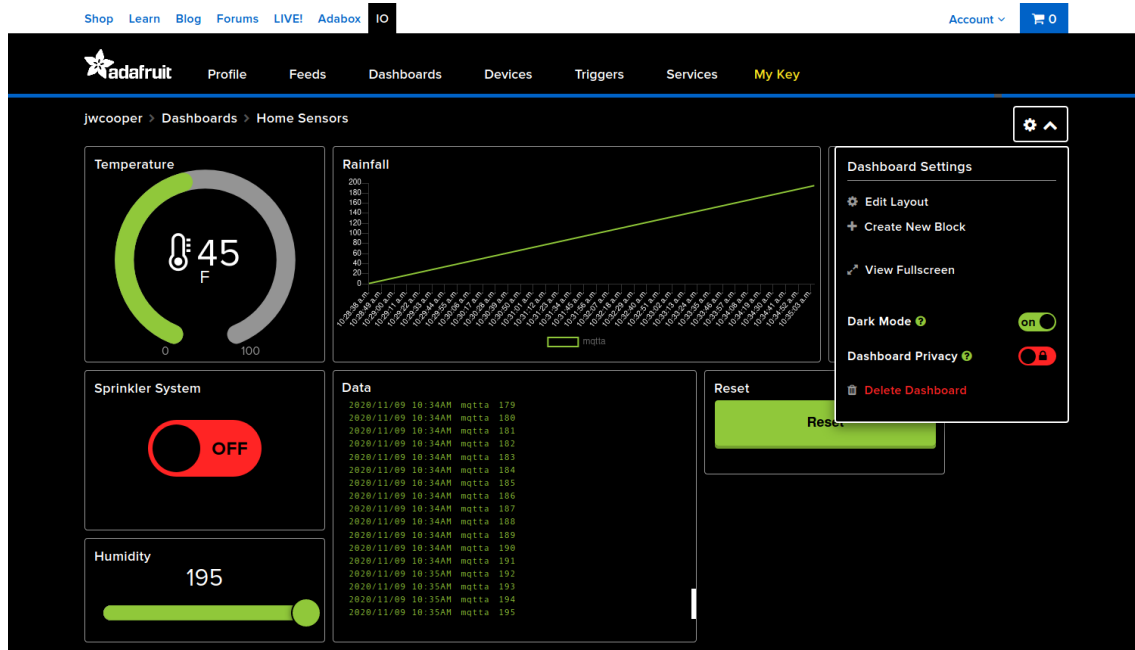 Shop Learn Blog Forums LIVE! Adabox IO Account 0
adafruit Profile Feeds Dashboards Devices Triggers Services My Key
jwcooper > Dashboards > Home Sensors
Temperature
45
F
0 100
Rainfall
200
180
160
140
120
100
80
60
40
20
0
mqtta
Dashboard Settings
Edit Layout
Create New Block
View Fullscreen
Dark Mode ? on
Dashboard Privacy ?
Delete Dashboard
Sprinkler System
OFF
Data
2020/11/09 10:34AM mqtta 179
2020/11/09 10:34AM mqtta 180
2020/11/09 10:34AM mqtta 181
2020/11/09 10:34AM mqtta 182
2020/11/09 10:34AM mqtta 183
2020/11/09 10:34AM mqtta 184
2020/11/09 10:34AM mqtta 185
2020/11/09 10:34AM mqtta 186
2020/11/09 10:34AM mqtta 187
2020/11/09 10:34AM mqtta 188
2020/11/09 10:34AM mqtta 189
2020/11/09 10:34AM mqtta 190
2020/11/09 10:34AM mqtta 191
2020/11/09 10:35AM mqtta 192
2020/11/09 10:35AM mqtta 193
2020/11/09 10:35AM mqtta 194
2020/11/09 10:35AM mqtta 195
Reset
Reset
Humidity
195